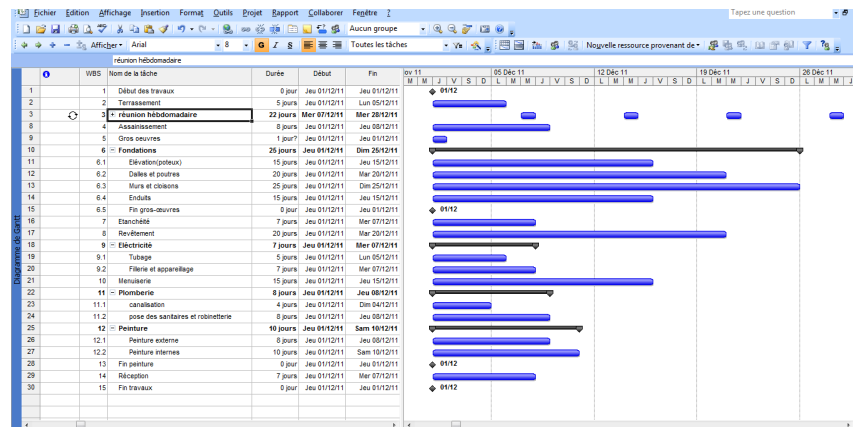 Fichier Edition Affichage Insertion Format Outils Projet Rapport Collaborer Fenêtre ? Tapez une question
Afficher Arial 8 G I S Aucun groupe Toutes les tâches Nouvelle ressource provenant de
réunion hébdomadaire
WBS Nom de la tâche Durée Début Fin ov 11 05 Déc 11 12 Déc 11 19 Déc 11 26 Déc 11
M M J V S D L M M J V S D L M M J V S D L M M J V S D L M M J
1 1 Début des travaux 0 jour Jeu 01/12/11 Jeu 01/12/11 01/12
2 2 Terrassement 5 jours Jeu 01/12/11 Lun 05/12/11
3 3 + réunion hébdomadaire 22 jours Mer 07/12/11 Mer 28/12/11
8 4 Assainissement 8 jours Jeu 01/12/11 Jeu 08/12/11
9 5 Gros oeuvres 1 jour? Jeu 01/12/11 Jeu 01/12/11
10 6 Fondations 25 jours Jeu 01/12/11 Dim 25/12/11
11 6.1 Elévation(poteux) 15 jours Jeu 01/12/11 Jeu 15/12/11
12 6.2 Dalles et poutres 20 jours Jeu 01/12/11 Mar 20/12/11
13 6.3 Murs et cloisons 25 jours Jeu 01/12/11 Dim 25/12/11
14 6.4 Enduits 15 jours Jeu 01/12/11 Jeu 15/12/11
15 6.5 Fin gros-œuvres 0 jour Jeu 01/12/11 Jeu 01/12/11 01/12
16 7 Etanchéité 7 jours Jeu 01/12/11 Mer 07/12/11
17 8 Revêtement 20 jours Jeu 01/12/11 Mar 20/12/11
18 9 Eléctricité 7 jours Jeu 01/12/11 Mer 07/12/11
19 9.1 Tubage 5 jours Jeu 01/12/11 Lun 05/12/11
20 9.2 Fillerie et appareillage 7 jours Jeu 01/12/11 Mer 07/12/11
21 10 Menuiserie 15 jours Jeu 01/12/11 Jeu 15/12/11
22 11 Plomberie 8 jours Jeu 01/12/11 Jeu 08/12/11
23 11.1 canalisation 4 jours Jeu 01/12/11 Dim 04/12/11
24 11.2 pose des sanitaires et robinetterie 8 jours Jeu 01/12/11 Jeu 08/12/11
25 12 Peinture 10 jours Jeu 01/12/11 Sam 10/12/11
26 12.1 Peinture externe 8 jours Jeu 01/12/11 Jeu 08/12/11
27 12.2 Peinture internes 10 jours Jeu 01/12/11 Sam 10/12/11
28 13 Fin peinture 0 jour Jeu 01/12/11 Jeu 01/12/11 01/12
29 14 Réception 7 jours Jeu 01/12/11 Mer 07/12/11
30 15 Fin travaux 0 jour Jeu 01/12/11 Jeu 01/12/11 01/12
Diagramme de Gantt